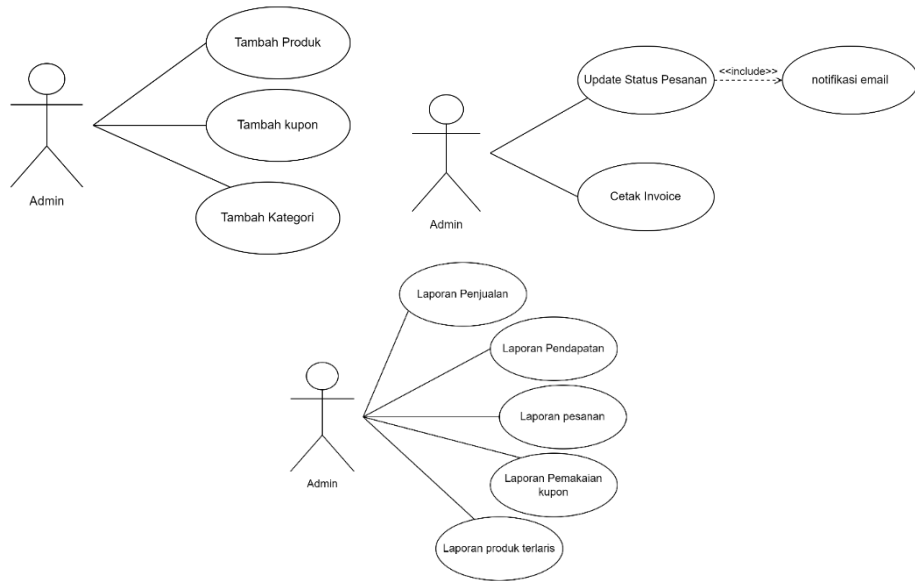 Tambah Produk
Tambah kupon
Tambah Kategori
Admin
Update Status Pesanan
<<include>>
notifikasi email
Cetak Invoice
Admin
Laporan Penjualan
Laporan Pendapatan
Laporan pesanan
Laporan Pemakaian
kupon
Laporan produk terlaris
Admin